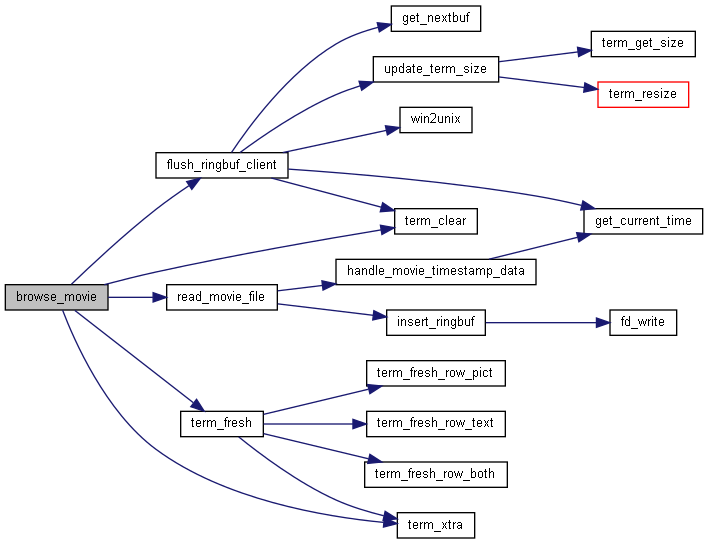 get_nextbuf
term_get_size
update_term_size
term_resize
win2unix
flush_ringbuf_client
term_clear
get_current_time
handle_movie_timestamp_data
browse_movie
read_movie_file
insert_ringbuf
fd_write
term_fresh_row_pict
term_fresh
term_fresh_row_text
term_fresh_row_both
term_xtra